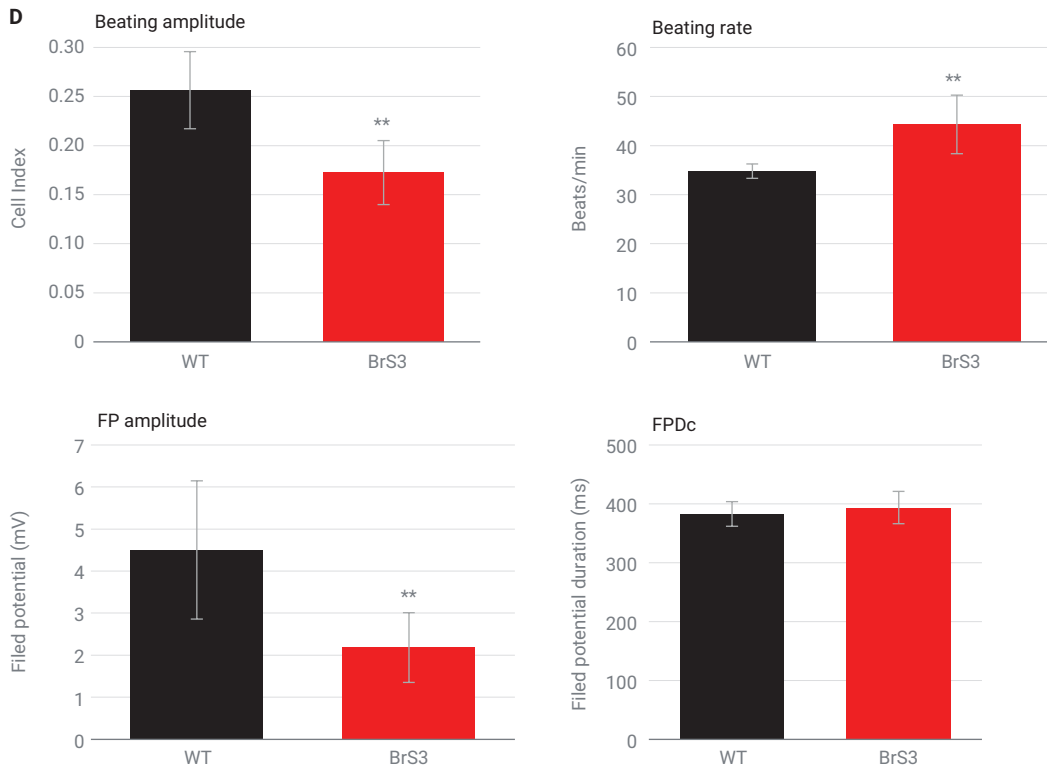 D
Beating amplitude
Cell Index
0.30
0.25
0.20
0.15
0.10
0.05
0
**
WT
BrS3
Beating rate
Beats/min
60
50
40
30
20
10
0
**
WT
BrS3
FP amplitude
Filed potential (mV)
7
6
5
4
3
2
1
0
**
WT
BrS3
FPDc
Filed potential duration (ms)
500
400
300
200
100
0
WT
BrS3